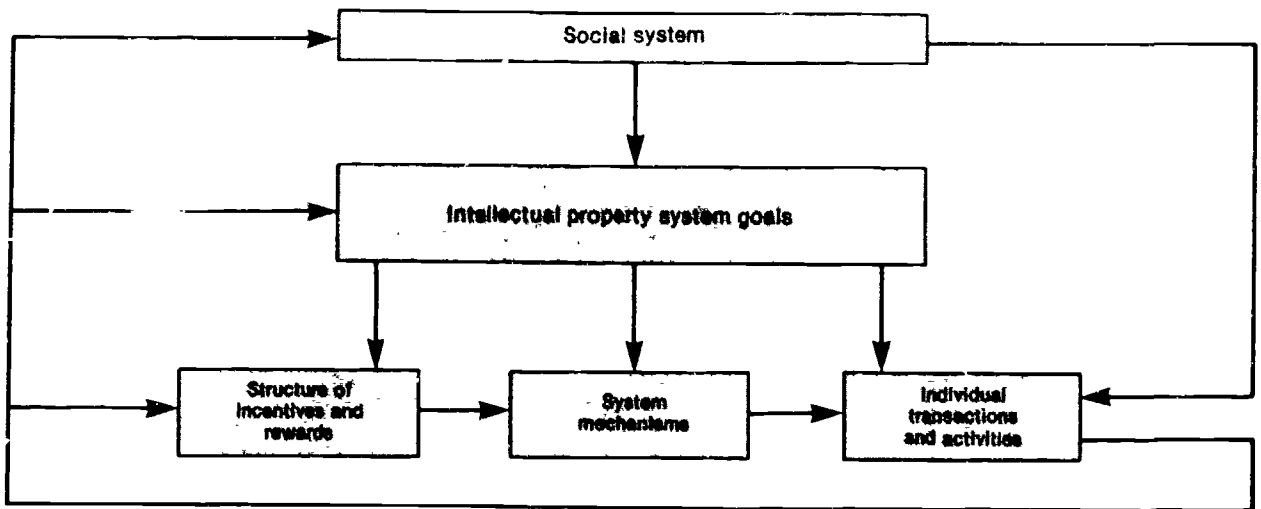 Social system
Intellectual property system goals
Structure of
incentives and
rewards
System
mechanisms
Individual
transactions
and activities